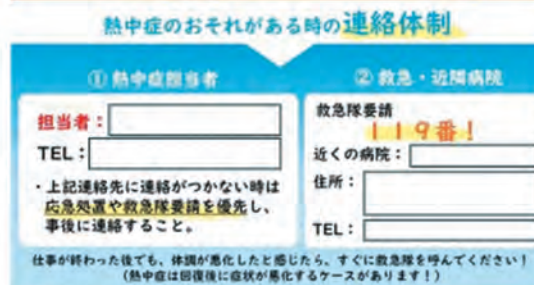 熱中症のおそれがある時の連絡体制
① 熱中症担当者
担当者：
TEL：
・上記連絡先に連絡がつかない時は
応急処置や救急隊要請を優先し、
事後に連絡すること。
② 救急・近隣病院
救急隊要請
119番！
近くの病院：
住所：
TEL：
仕事が終わった後でも、体調が悪化したと感じたら、すぐに救急隊を呼んでください！
（熱中症は回復後に症状が悪化するケースがあります！）